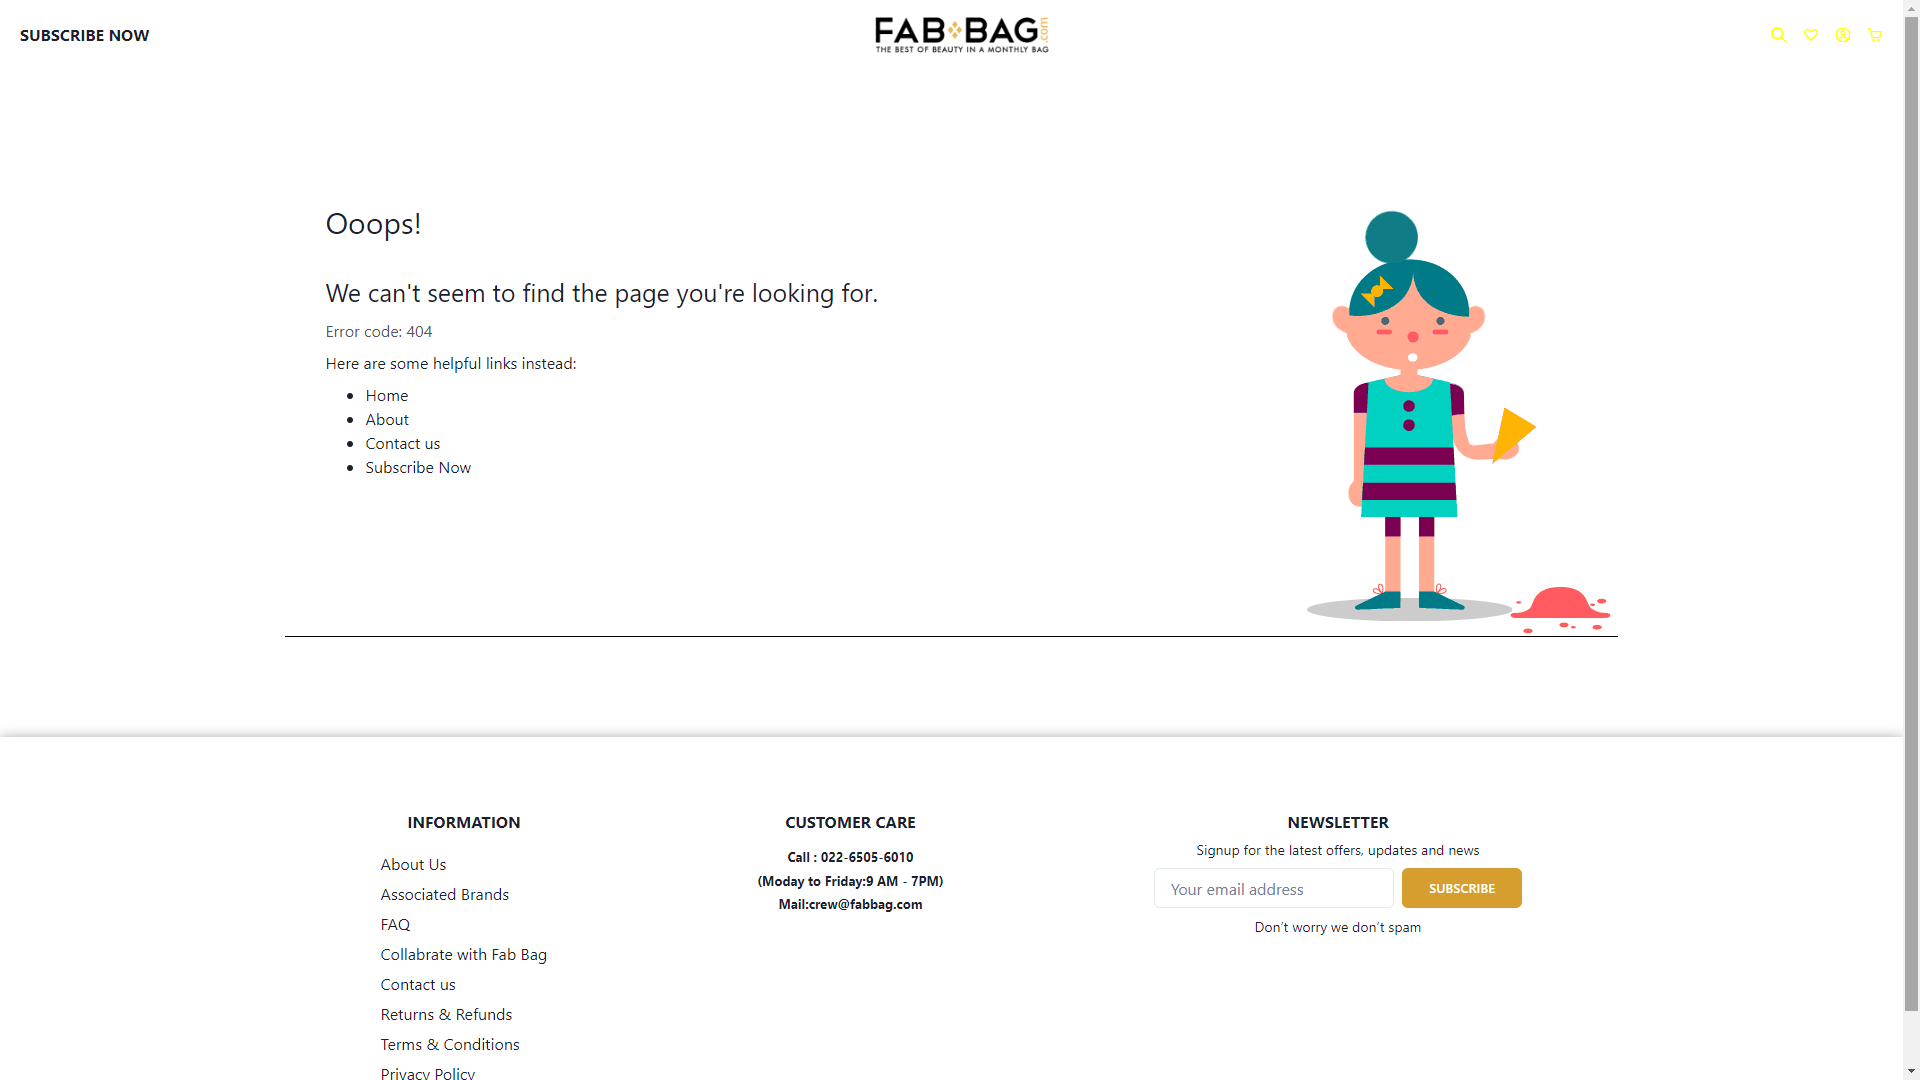 SUBSCRIBE NOW
FAB BAG .com
THE BEST OF BEAUTY IN A MONTHLY BAG
Ooops!
We can't seem to find the page you're looking for.
Error code: 404
Here are some helpful links instead:
Home
About
Contact us
Subscribe Now
INFORMATION
About Us
Associated Brands
FAQ
Collabrate with Fab Bag
Contact us
Returns & Refunds
Terms & Conditions
Privacy Policy
CUSTOMER CARE
Call : 022-6505-6010
(Moday to Friday:9 AM - 7PM)
Mail:crew@fabbag.com
NEWSLETTER
Signup for the latest offers, updates and news
Your email address
SUBSCRIBE
Don’t worry we don’t spam